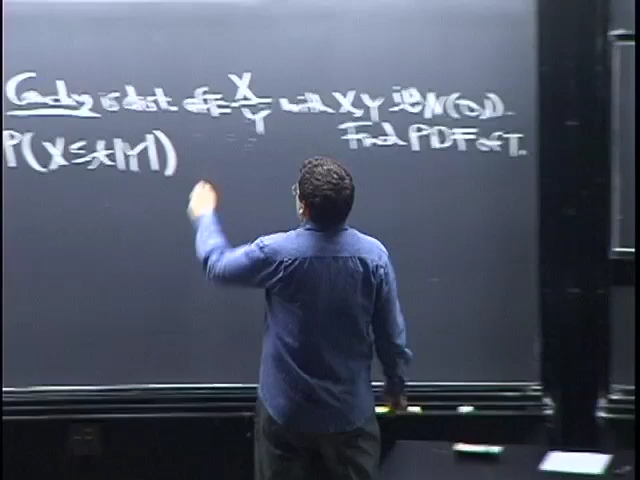 Cauchy is dist. of T = X/Y with X,Y i.i.d. N(0,1).
Find PDF of T.
P(X ≤ t|Y|)